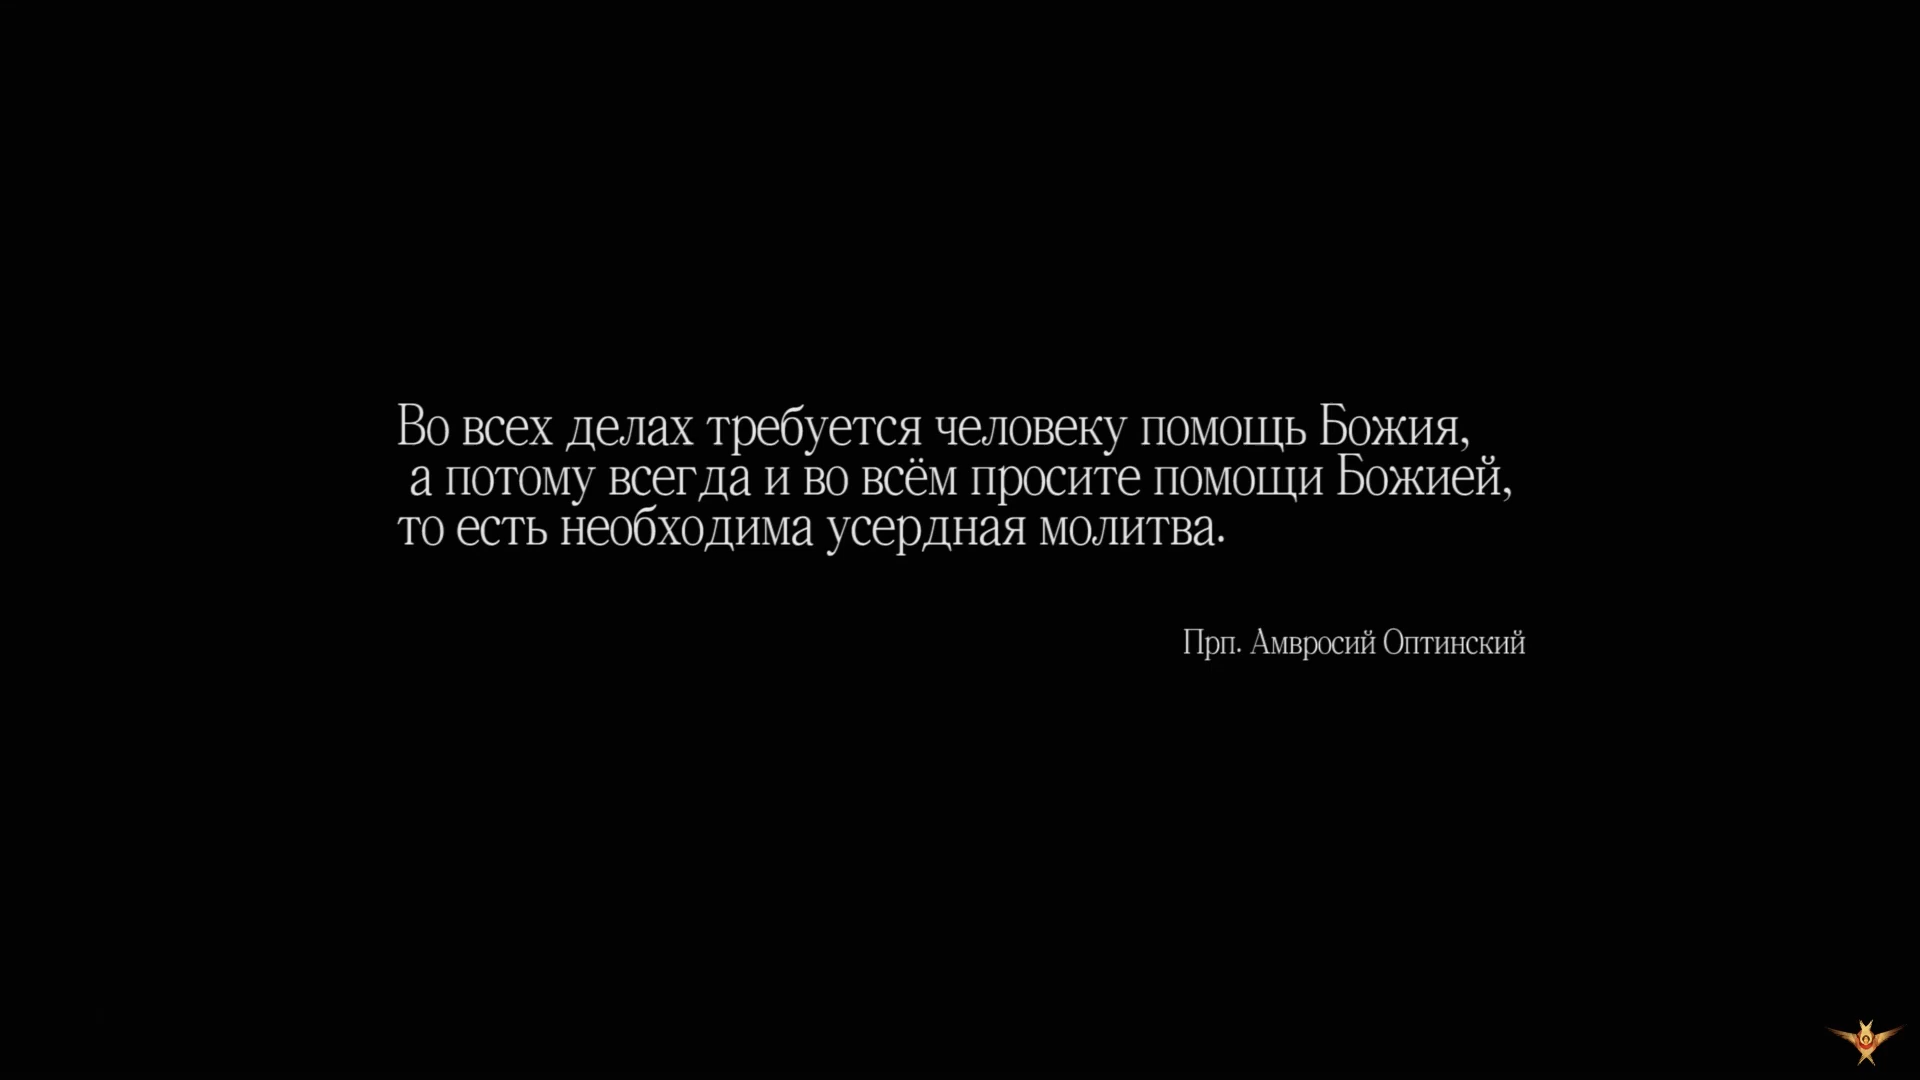 Во всех делах требуется человеку помощь Божия,
а потому всегда и во всём просите помощи Божией,
то есть необходима усердная молитва.
Прп. Амвросий Оптинский